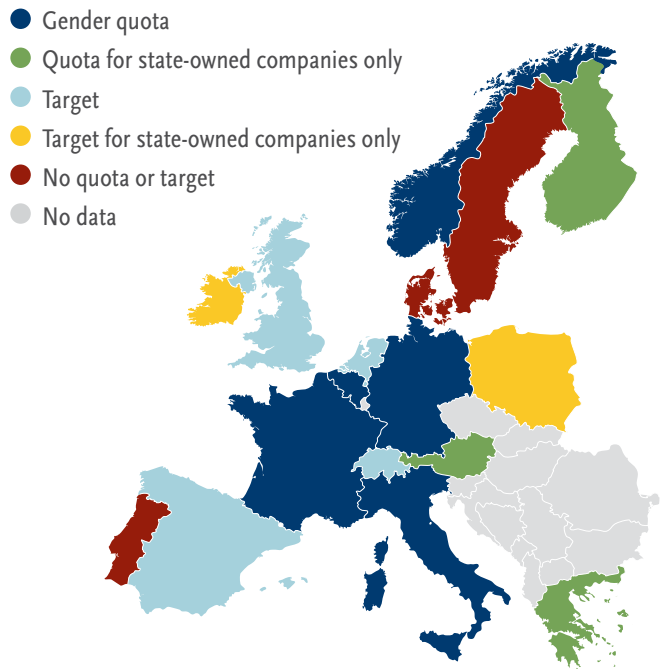 Gender quota
Quota for state-owned companies only
Target
Target for state-owned companies only
No quota or target
No data